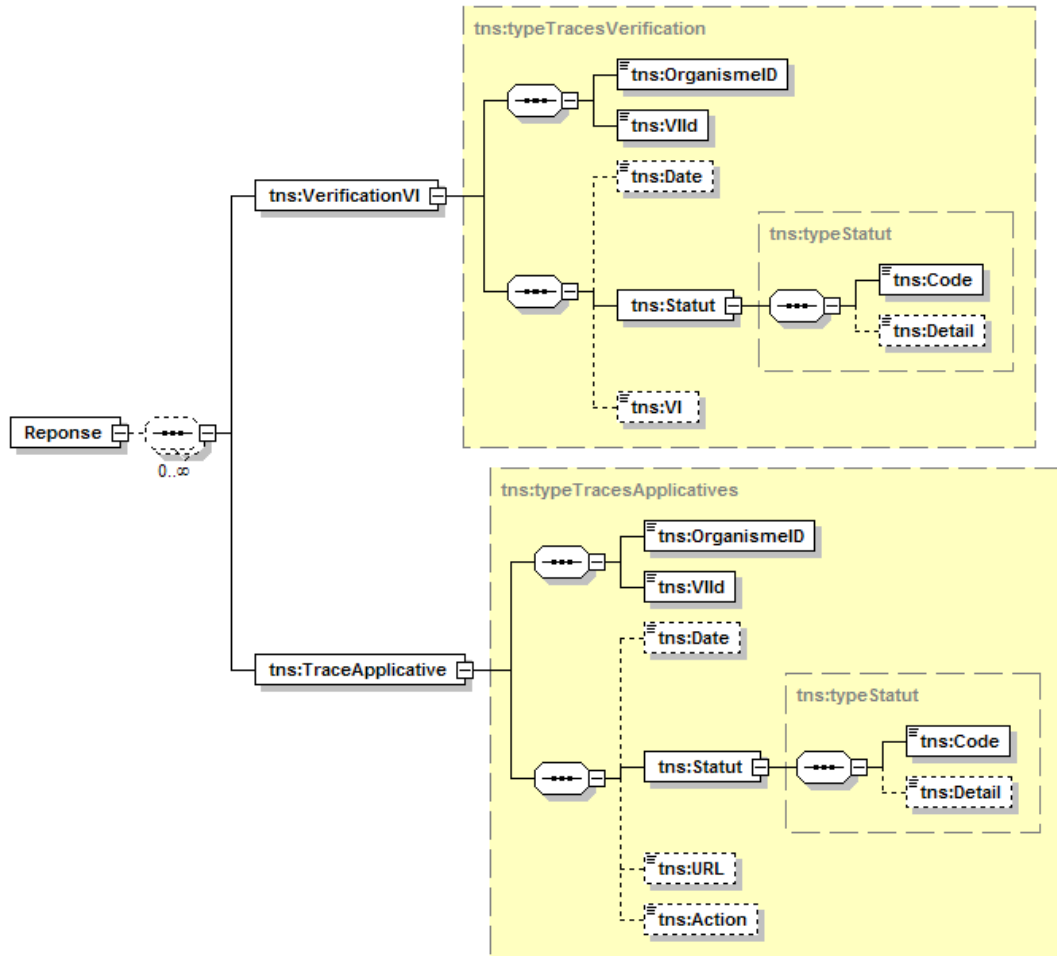 tns:typeTracesVerification
tns:OrganismeID
tns:VIId
tns:Date
tns:VerificationVI
tns:typeStatut
tns:Code
tns:Statut
tns:Detail
tns:VI
Reponse
0..∞
tns:typeTracesApplicatives
tns:OrganismeID
tns:VIId
tns:Date
tns:TraceApplicative
tns:typeStatut
tns:Code
tns:Statut
tns:Detail
tns:URL
tns:Action